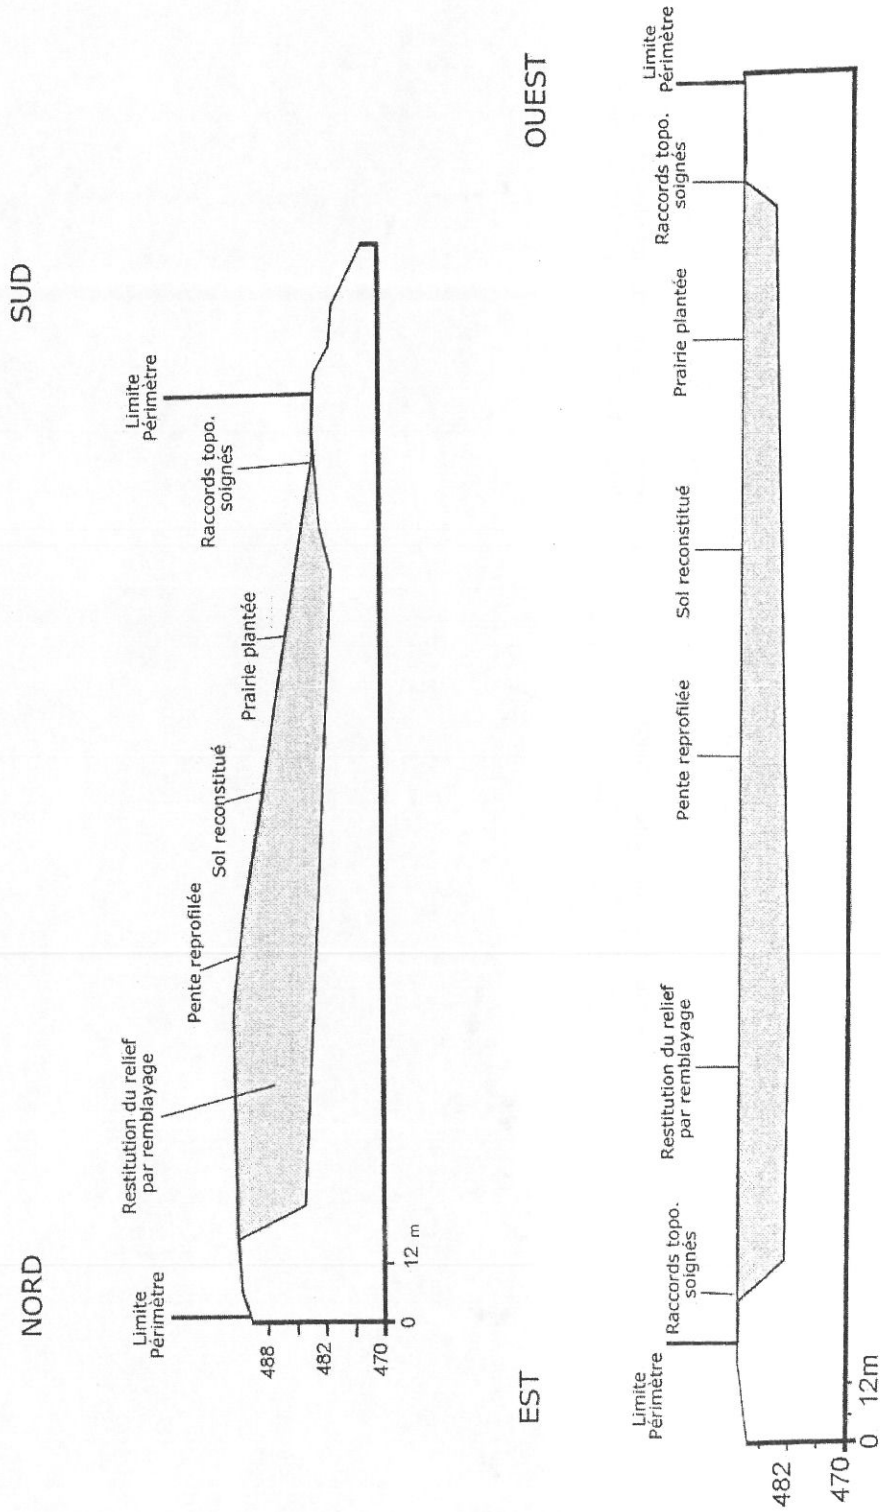 NORD
SUD
Limite
Périmètre
Restitution du relief
par remblayage
Pente reprofilée
Sol reconstitué
Prairie plantée
Raccords topo.
soignés
Limite
Périmètre
488
482
470
0
12 m
EST
OUEST
Limite
Périmètre
Raccords topo.
soignés
Restitution du relief
par remblayage
Pente reprofilée
Sol reconstitué
Prairie plantée
Raccords topo.
soignés
Limite
Périmètre
482
470
0
12m